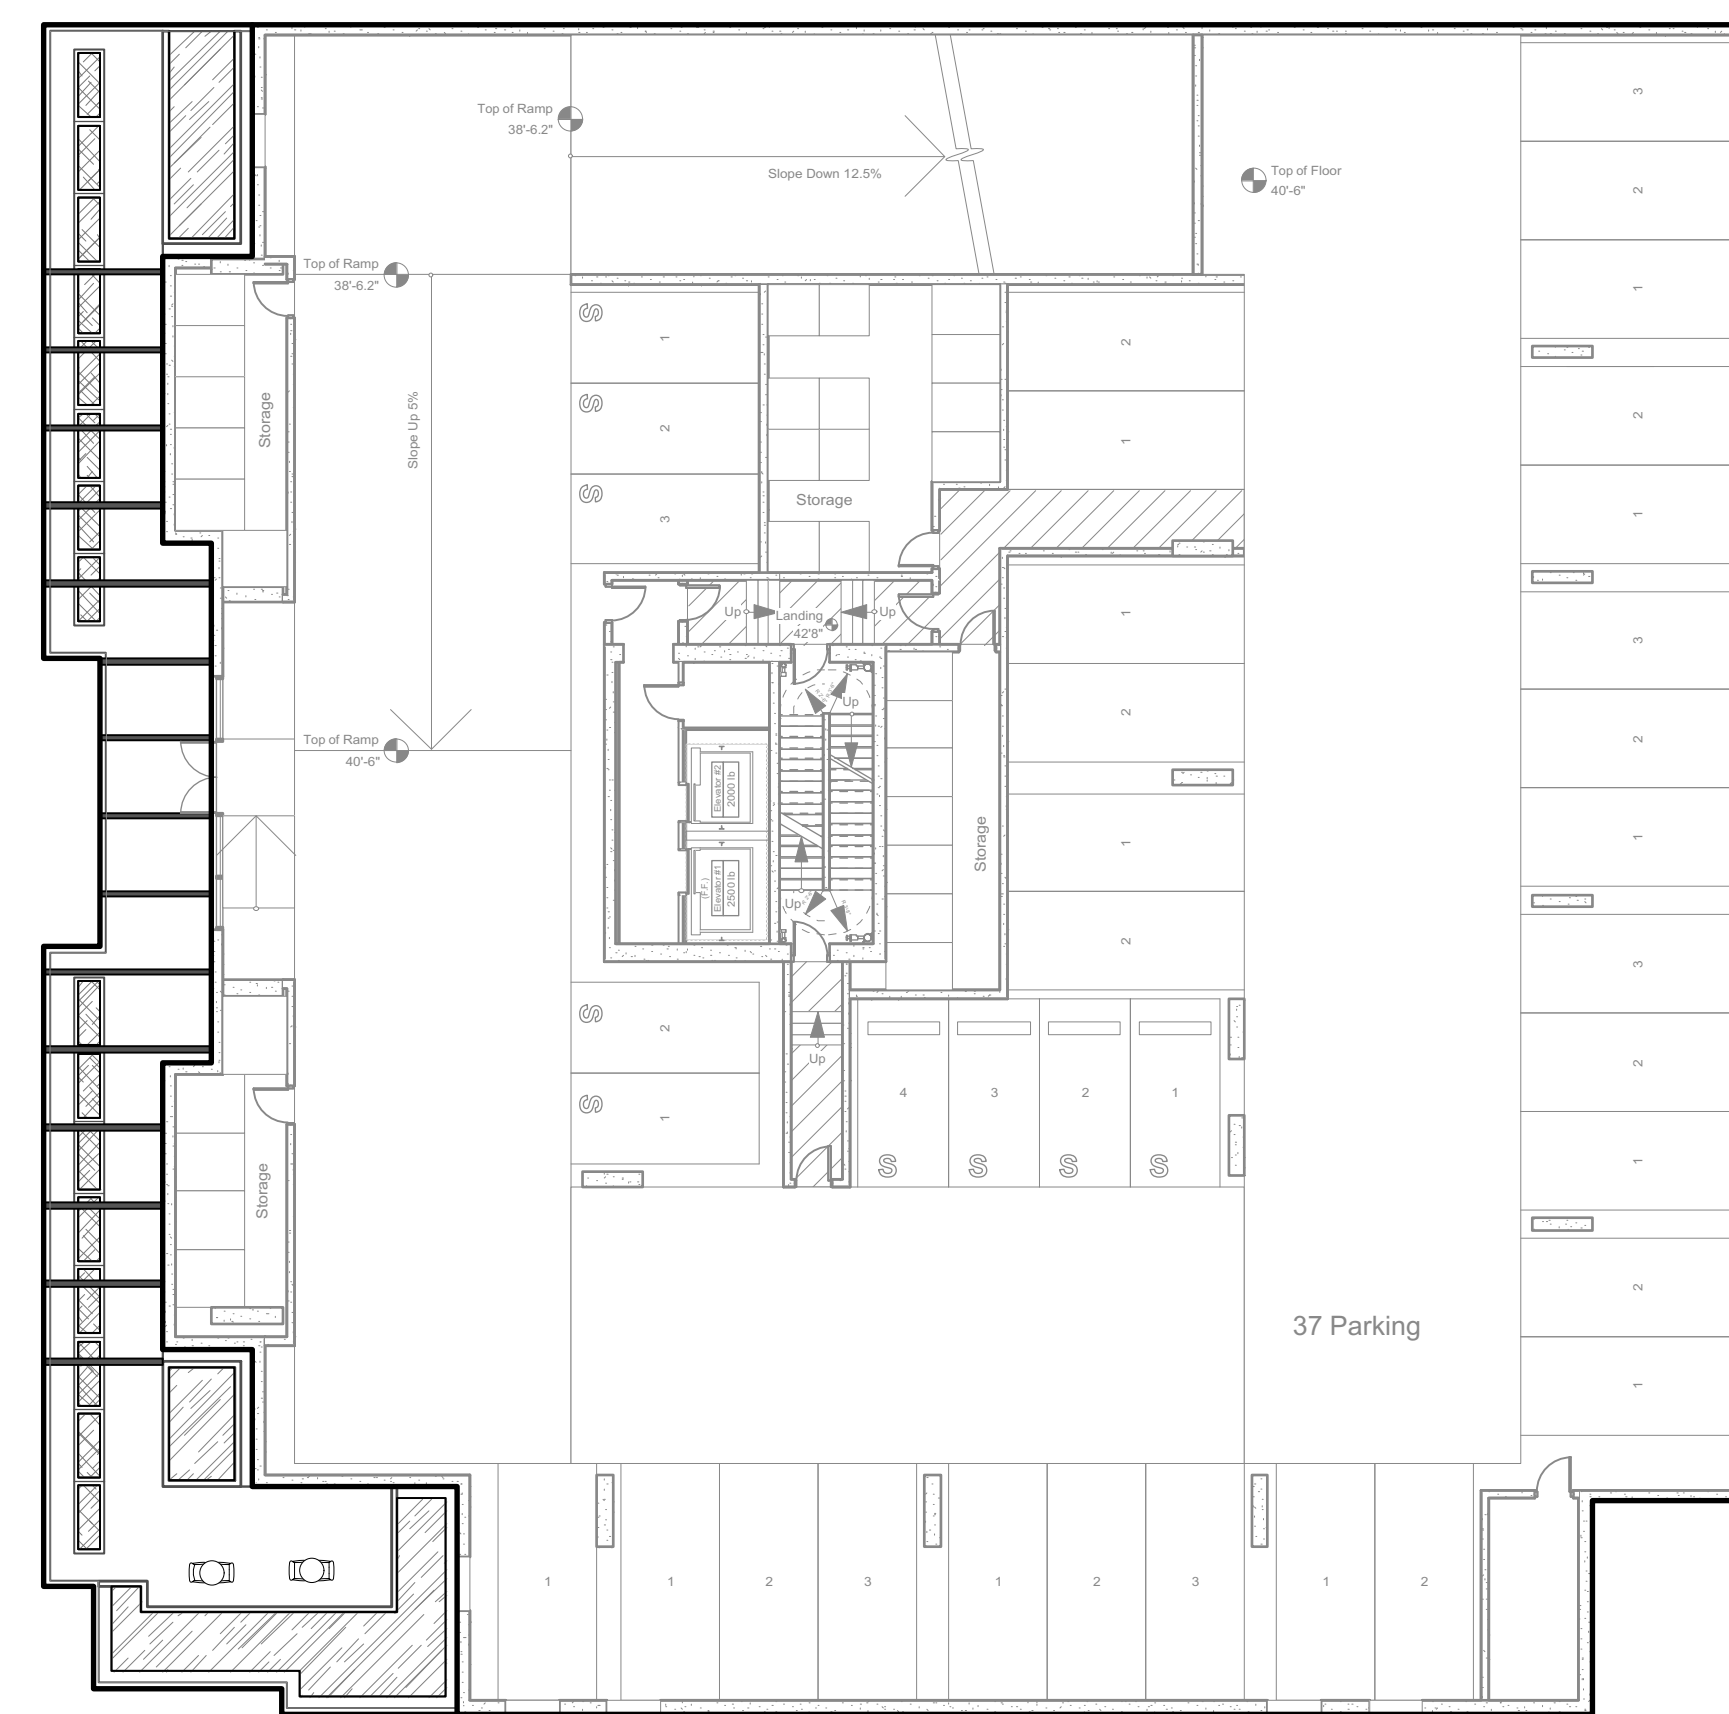 Top of Ramp
38'-6.2"
Slope Down 12.5%
Top of Floor
40'-6"
3
2
1
2
1
3
2
1
3
2
1
2
1
Top of Ramp
38'-6.2"
Slope Up 5%
Storage
S
1
S
2
S
3
Storage
2
1
Up
Landing
42'8"
Up
1
2
1
2
Up
Top of Ramp
40'-6"
Elevator #2
2000 lb
Elevator #1
(F.F.)
2500 lb
Up
Storage
S
2
S
1
Up
4
3
2
1
S
S
S
S
Storage
37 Parking
1
1
2
3
1
2
3
1
2